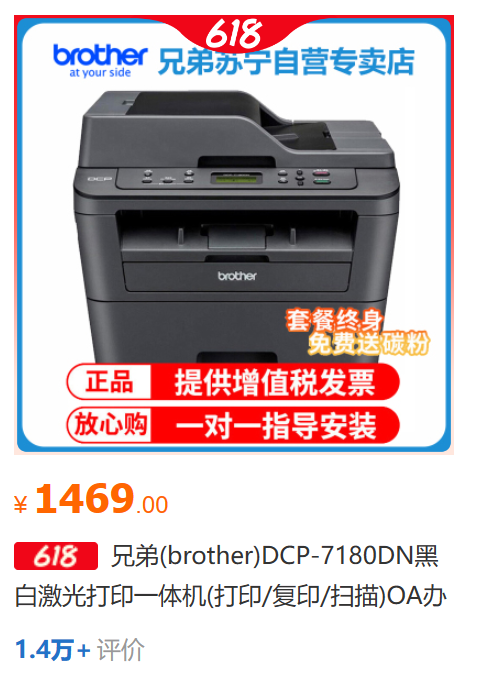 618
brother
at your side
兄弟苏宁自营专卖店
DCP
brother
套餐终身
免费送碳粉
正品 提供增值税发票
放心购 一对一指导安装
¥1469.00
618 兄弟(brother)DCP-7180DN黑
白激光打印一体机(打印/复印/扫描)OA办
1.4万+ 评价